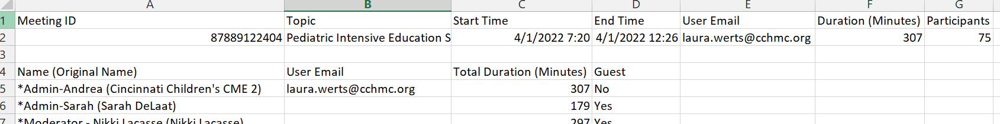 A B C D E F G
1 Meeting ID Topic Start Time End Time User Email Duration (Minutes) Participants
2 87889122404 Pediatric Intensive Education S 4/1/2022 7:20 4/1/2022 12:26 laura.werts@cchmc.org 307 75
3
4 Name (Original Name) User Email Total Duration (Minutes) Guest
5 *Admin-Andrea (Cincinnati Children's CME 2) laura.werts@cchmc.org 307 No
6 *Admin-Sarah (Sarah DeLaat) 179 Yes
7 *Moderator - Nikki Lacasse (Nikki Lacasse) 297 Yes